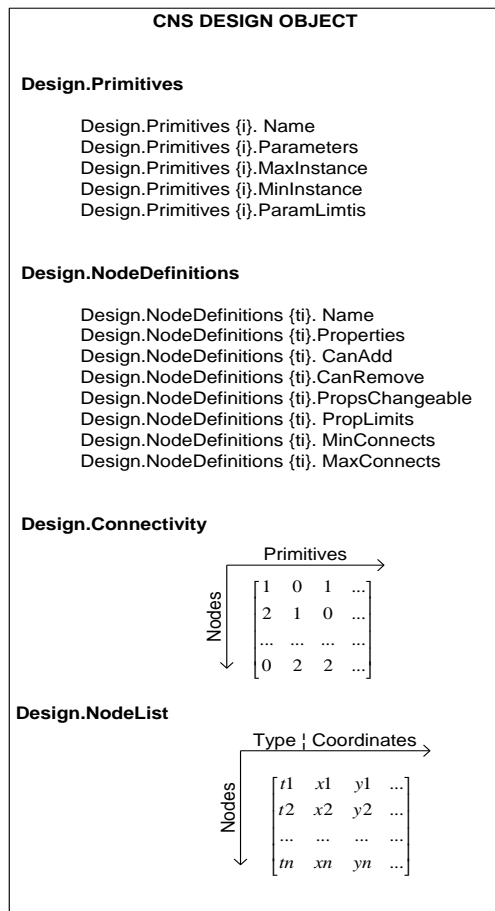 CNS DESIGN OBJECT
Design.Primitives
Design.Primitives {i}. Name
Design.Primitives {i}.Parameters
Design.Primitives {i}.MaxInstance
Design.Primitives {i}.MinInstance
Design.Primitives {i}.ParamLimtis
Design.NodeDefinitions
Design.NodeDefinitions {ti}. Name
Design.NodeDefinitions {ti}.Properties
Design.NodeDefinitions {ti}. CanAdd
Design.NodeDefinitions {ti}.CanRemove
Design.NodeDefinitions {ti}.PropsChangeable
Design.NodeDefinitions {ti}. PropLimits
Design.NodeDefinitions {ti}. MinConnects
Design.NodeDefinitions {ti}. MaxConnects
Design.Connectivity
Primitives
Nodes
1 0 1 ...
2 1 0 ...
... ... ... ...
0 2 2 ...
Design.NodeList
Type ¦ Coordinates
Nodes
t1 x1 y1 ...
t2 x2 y2 ...
... ... ... ...
tn xn yn ...